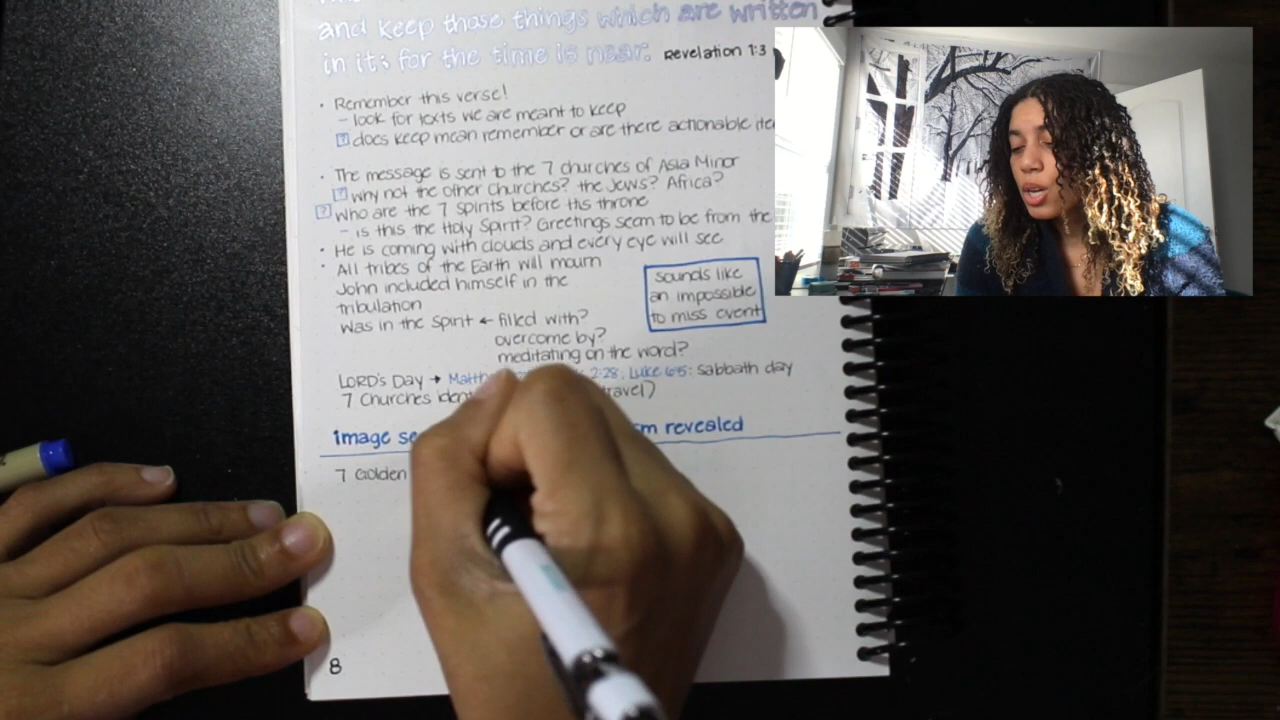 and keep those things which are written
in it; for the time is near. Revelation 1:3
• Remember this verse!
– look for texts we are meant to keep
? does keep mean remember or are there actionable
• The message is sent to the 7 churches of Asia Minor
? why not the other churches? the Jews? Africa?
? Who are the 7 spirits before this throne
– is this the Holy Spirit? Greetings seem to be from the
• He is coming with clouds and every eye will see
• All tribes of the Earth will mourn
John included himself in the
tribulation
sounds like
an impossible
to miss event
Was in the Spirit ← filled with?
overcome by?
meditating on the word?
LORD'S Day → 2:28; Luke 6:5: sabbath day
7 Churches travel)
image revealed
7 Golden
8